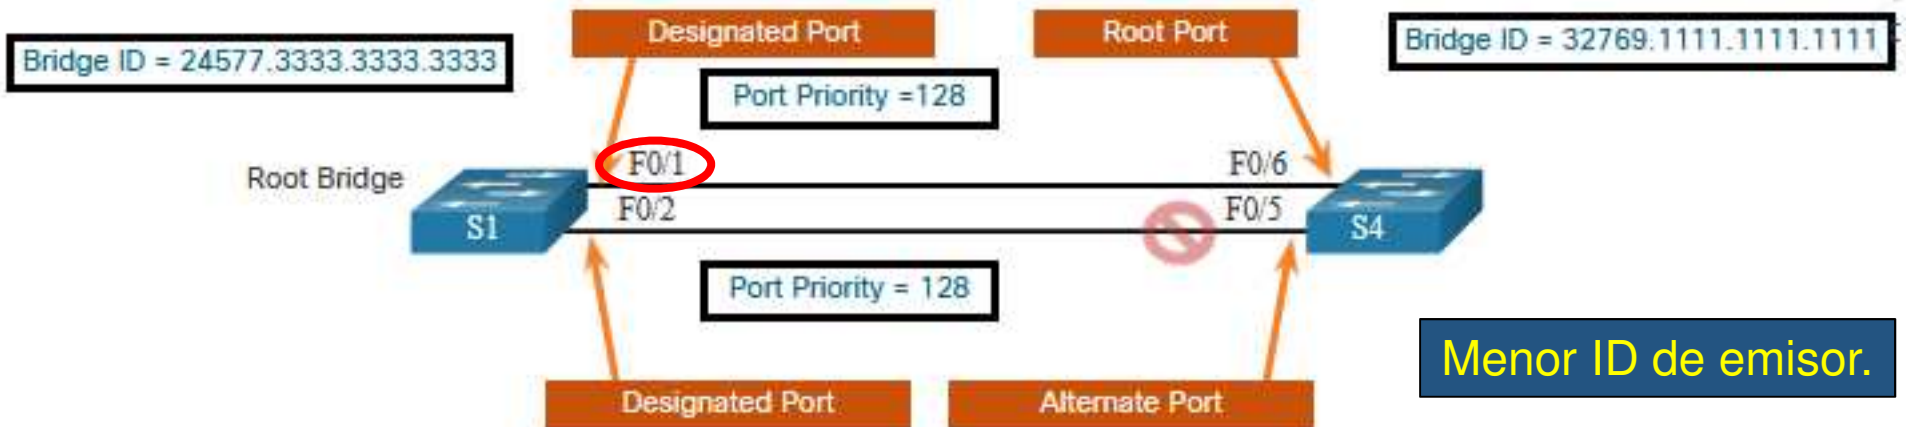 Designated Port
Root Port
Bridge ID = 24577.3333.3333.3333
Bridge ID = 32769.1111.1111.1111
Port Priority =128
Root Bridge
F0/1
F0/6
F0/2
F0/5
S1
S4
Port Priority = 128
Menor ID de emisor.
Designated Port
Alternate Port